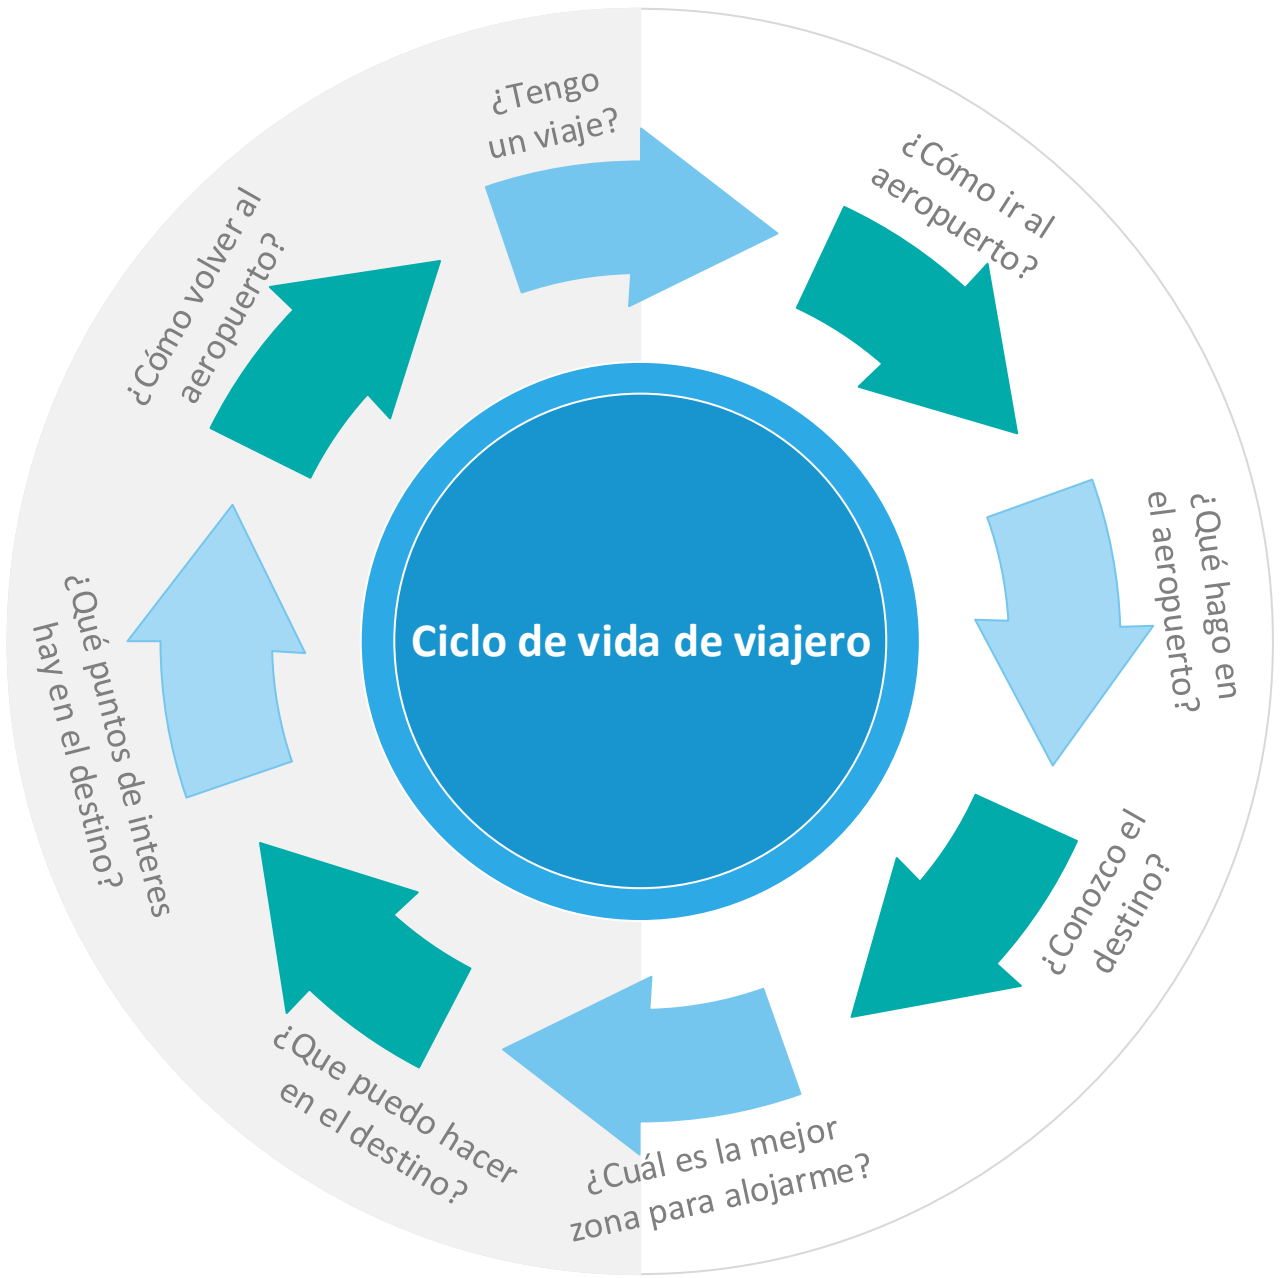 ¿Tengo
un viaje?
¿Cómo ir al
aeropuerto?
¿Qué hago en
el aeropuerto?
¿Conozco el
destino?
¿Cuál es la mejor
zona para alojarme?
¿Que puedo hacer
en el destino?
¿Qué puntos de interes
hay en el destino?
¿Cómo volver al
aeropuerto?
Ciclo de vida de viajero